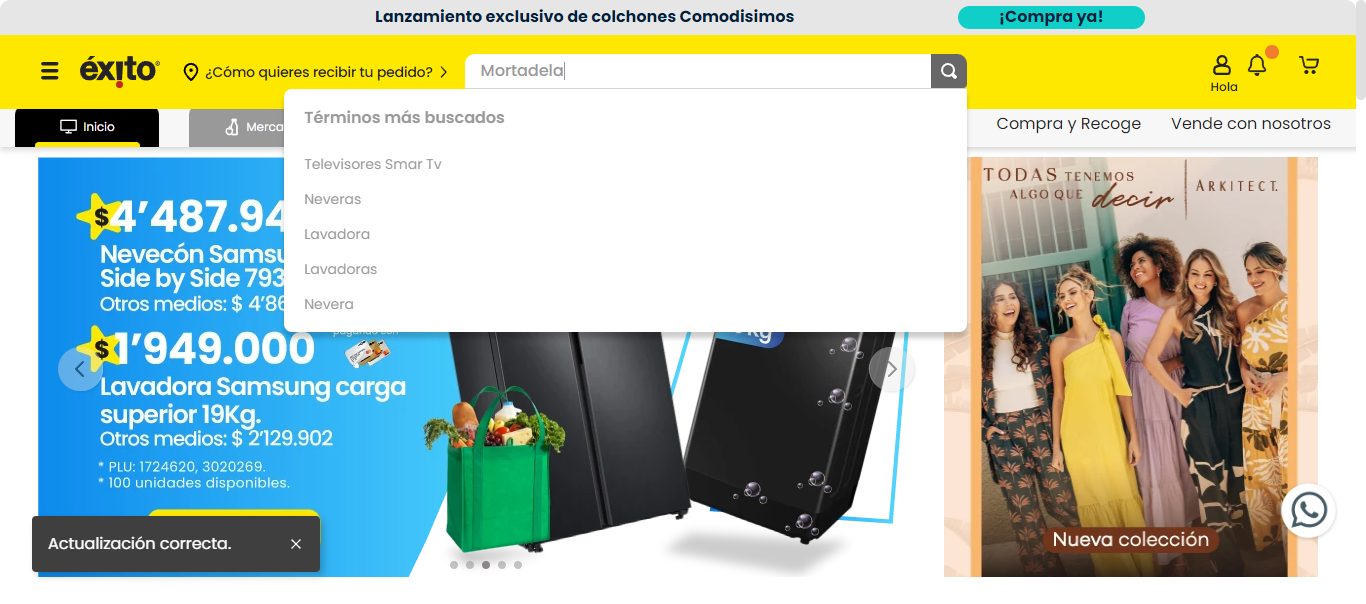 Lanzamiento exclusivo de colchones Comodisimos
¡Compra ya!
éxito
¿Cómo quieres recibir tu pedido?
Mortadela
Hola
Inicio
Merca
Compra y Recoge
Vende con nosotros
Términos más buscados
Televisores Smar Tv
Neveras
Lavadora
Lavadoras
Nevera
$4’487.94
Nevecón Samsu
Side by Side 793
Otros medios: $ 4’86
pagando con
$1’949.000
Lavadora Samsung carga
superior 19Kg.
Otros medios: $ 2’129.902
* PLU: 1724620, 3020269.
* 100 unidades disponibles.
Kg
TODAS TENEMOS
ALGO QUE decir
ARKITECT.
Nueva colección
Actualización correcta.